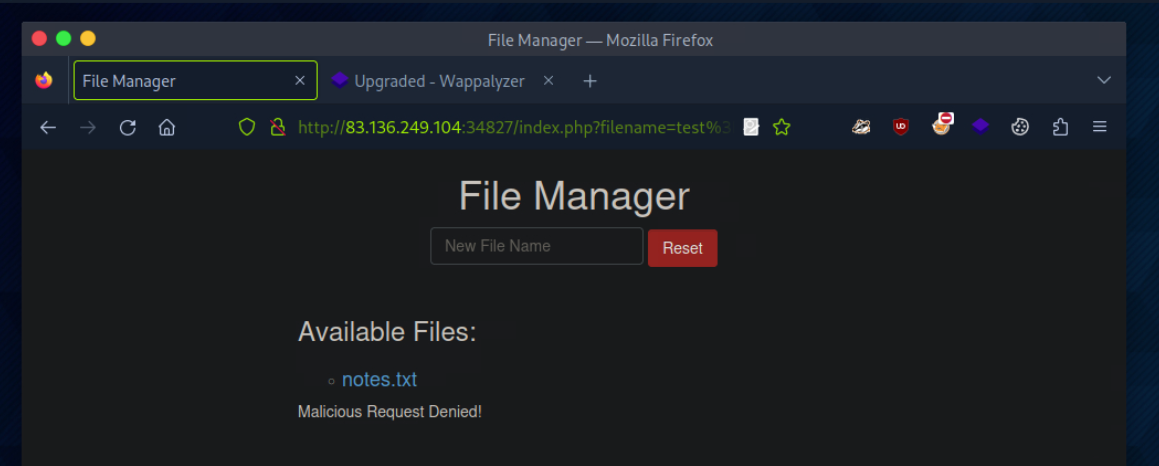 File Manager — Mozilla Firefox
File Manager
Upgraded - Wappalyzer
http://83.136.249.104:34827/index.php?filename=test%3
File Manager
New File Name
Reset
Available Files:
notes.txt
Malicious Request Denied!